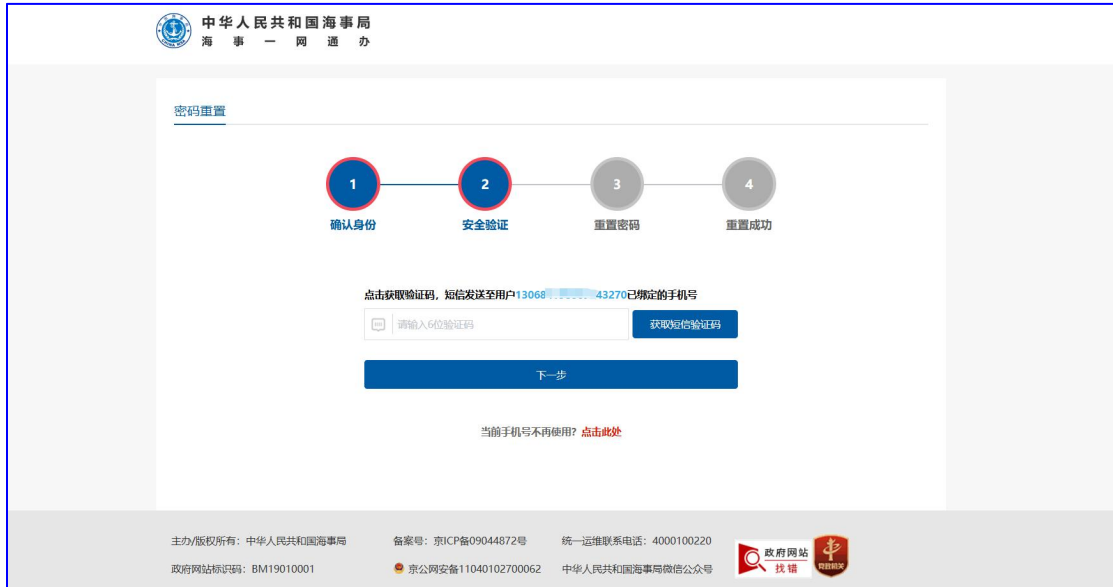 中华人民共和国海事局
海事一网通办
密码重置
1
2
3
4
确认身份
安全验证
重置密码
重置成功
点击获取验证码，短信发送至用户13068 43270已绑定的手机号
请输入6位验证码
获取短信验证码
下一步
当前手机号不再使用? 点击此处
主办/版权所有：中华人民共和国海事局 备案号：京ICP备09044872号 统一运维联系电话：4000100220
政府网站标识码：BM19010001 京公网安备11040102700062 中华人民共和国海事局微信公众号
政府网站
找错
党政机关